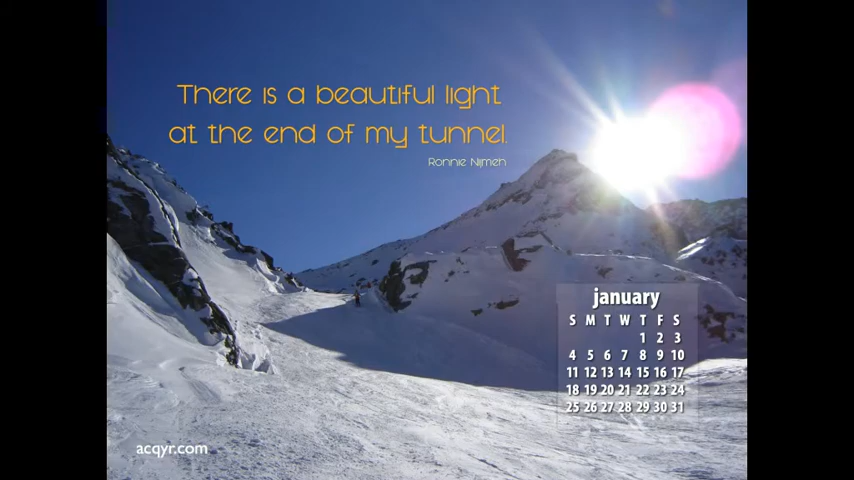 There is a beautiful light
at the end of my tunnel.
Ronnie Nijmeh
january
S M T W T F S
1 2 3
4 5 6 7 8 9 10
11 12 13 14 15 16 17
18 19 20 21 22 23 24
25 26 27 28 29 30 31
acqyr.com